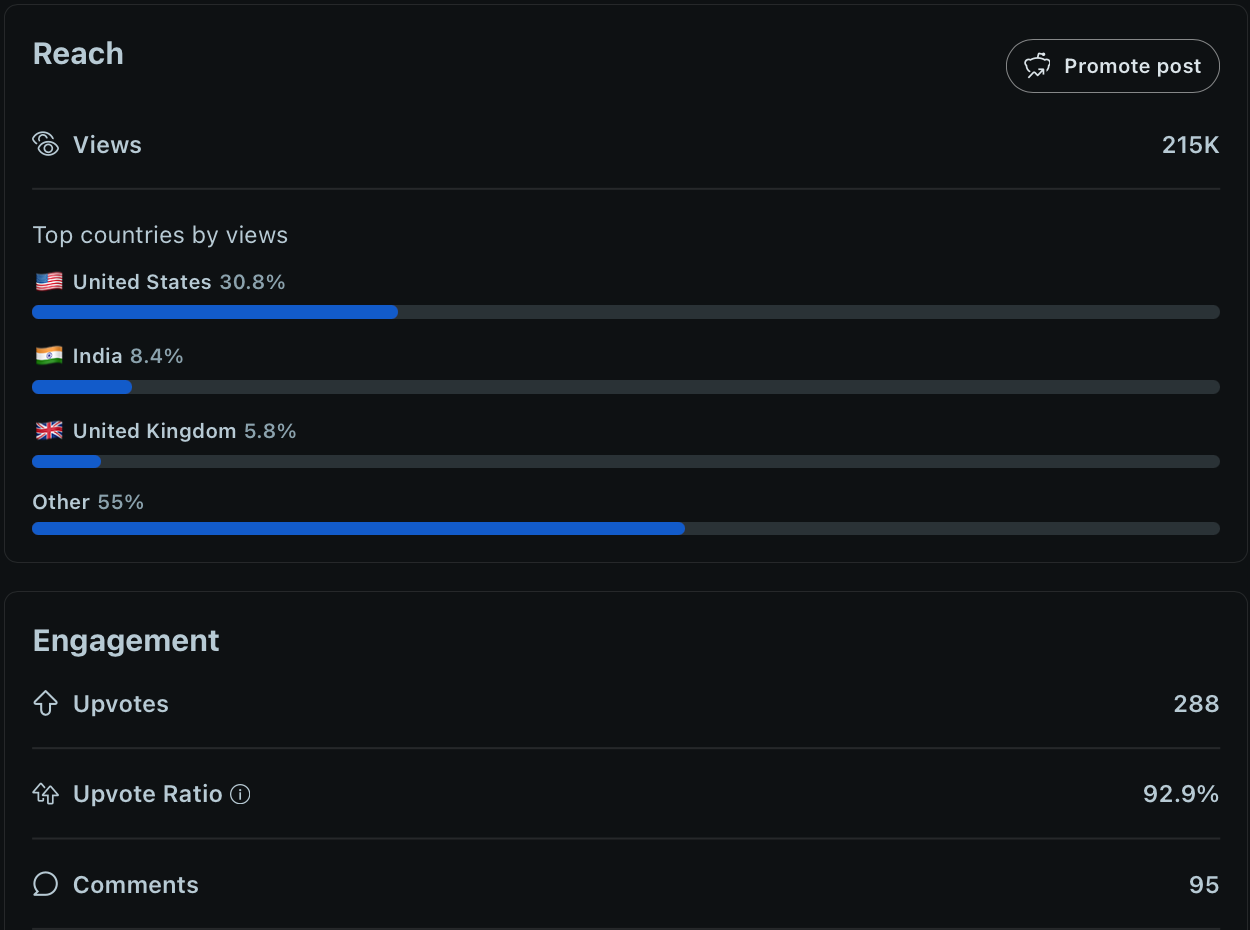 Reach
Promote post
Views
215K
Top countries by views
United States 30.8%
India 8.4%
United Kingdom 5.8%
Other 55%
Engagement
Upvotes
288
Upvote Ratio
92.9%
Comments
95